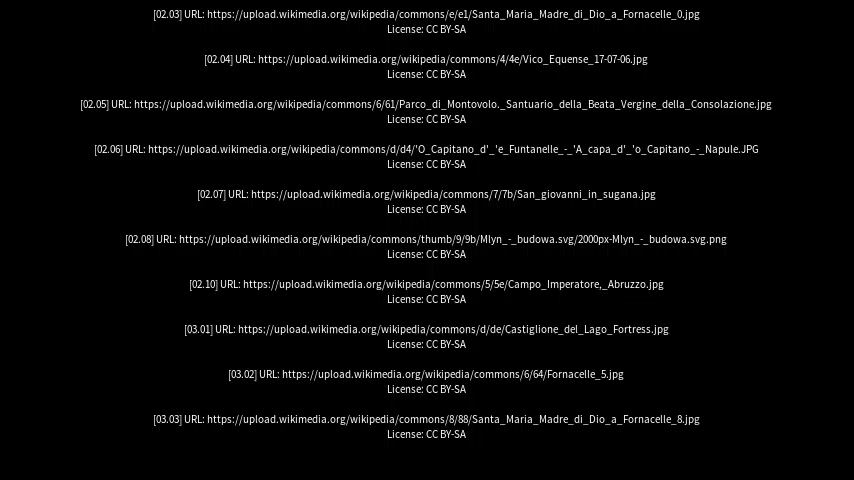 [02.03] URL: https://upload.wikimedia.org/wikipedia/commons/e/e1/Santa_Maria_Madre_di_Dio_a_Fornacelle_0.jpg
License: CC BY-SA
[02.04] URL: https://upload.wikimedia.org/wikipedia/commons/4/4e/Vico_Equense_17-07-06.jpg
License: CC BY-SA
[02.05] URL: https://upload.wikimedia.org/wikipedia/commons/6/61/Parco_di_Montovolo._Santuario_della_Beata_Vergine_della_Consolazione.jpg
License: CC BY-SA
[02.06] URL: https://upload.wikimedia.org/wikipedia/commons/d/d4/'O_Capitano_d'_'e_Funtanelle_-_'A_capa_d'_'o_Capitano_-_Napule.JPG
License: CC BY-SA
[02.07] URL: https://upload.wikimedia.org/wikipedia/commons/7/7b/San_giovanni_in_sugana.jpg
License: CC BY-SA
[02.08] URL: https://upload.wikimedia.org/wikipedia/commons/thumb/9/9b/Mlyn_-_budowa.svg/2000px-Mlyn_-_budowa.svg.png
License: CC BY-SA
[02.10] URL: https://upload.wikimedia.org/wikipedia/commons/5/5e/Campo_Imperatore,_Abruzzo.jpg
License: CC BY-SA
[03.01] URL: https://upload.wikimedia.org/wikipedia/commons/d/de/Castiglione_del_Lago_Fortress.jpg
License: CC BY-SA
[03.02] URL: https://upload.wikimedia.org/wikipedia/commons/6/64/Fornacelle_5.jpg
License: CC BY-SA
[03.03] URL: https://upload.wikimedia.org/wikipedia/commons/8/88/Santa_Maria_Madre_di_Dio_a_Fornacelle_8.jpg
License: CC BY-SA